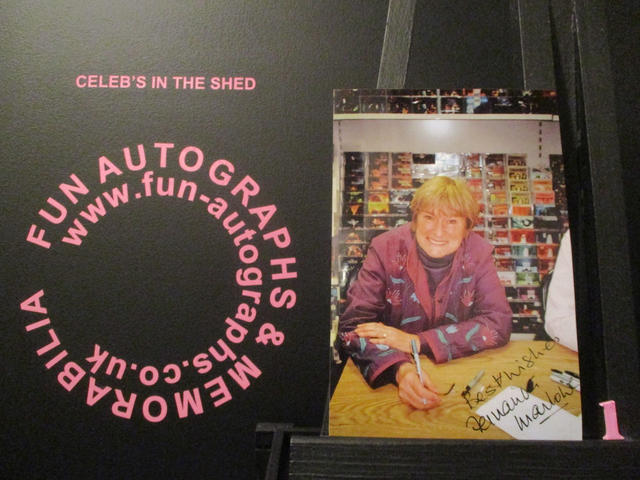 CELEB'S IN THE SHED
FUN AUTOGRAPHS & MEMORABILIA
www.fun-autographs.co.uk
Best wishes
1